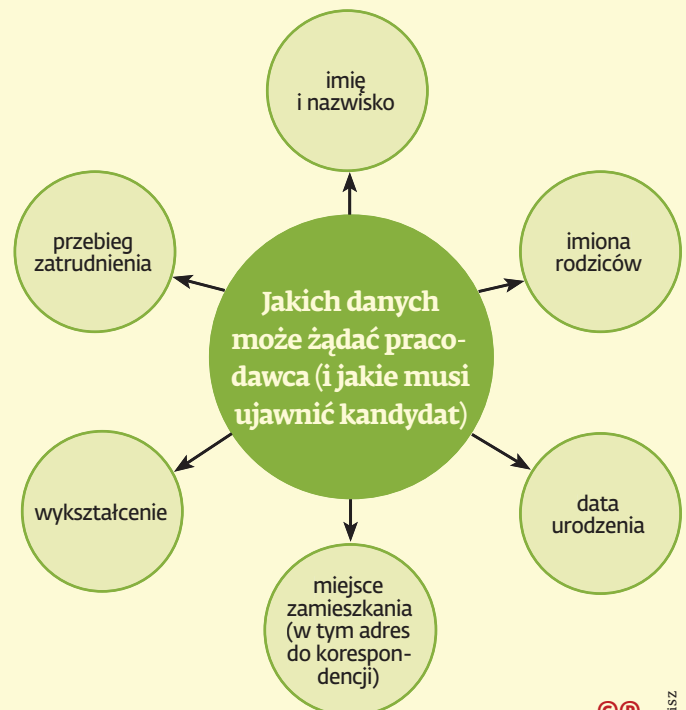 imię
i nazwisko
przebieg
zatrudnienia
imiona
rodziców
Jakich danych
może żądać praco-
dawca (i jakie musi
ujawnić kandydat)
wykształcenie
data
urodzenia
miejsce
zamieszkania
(w tym adres
do korespon-
dencji)